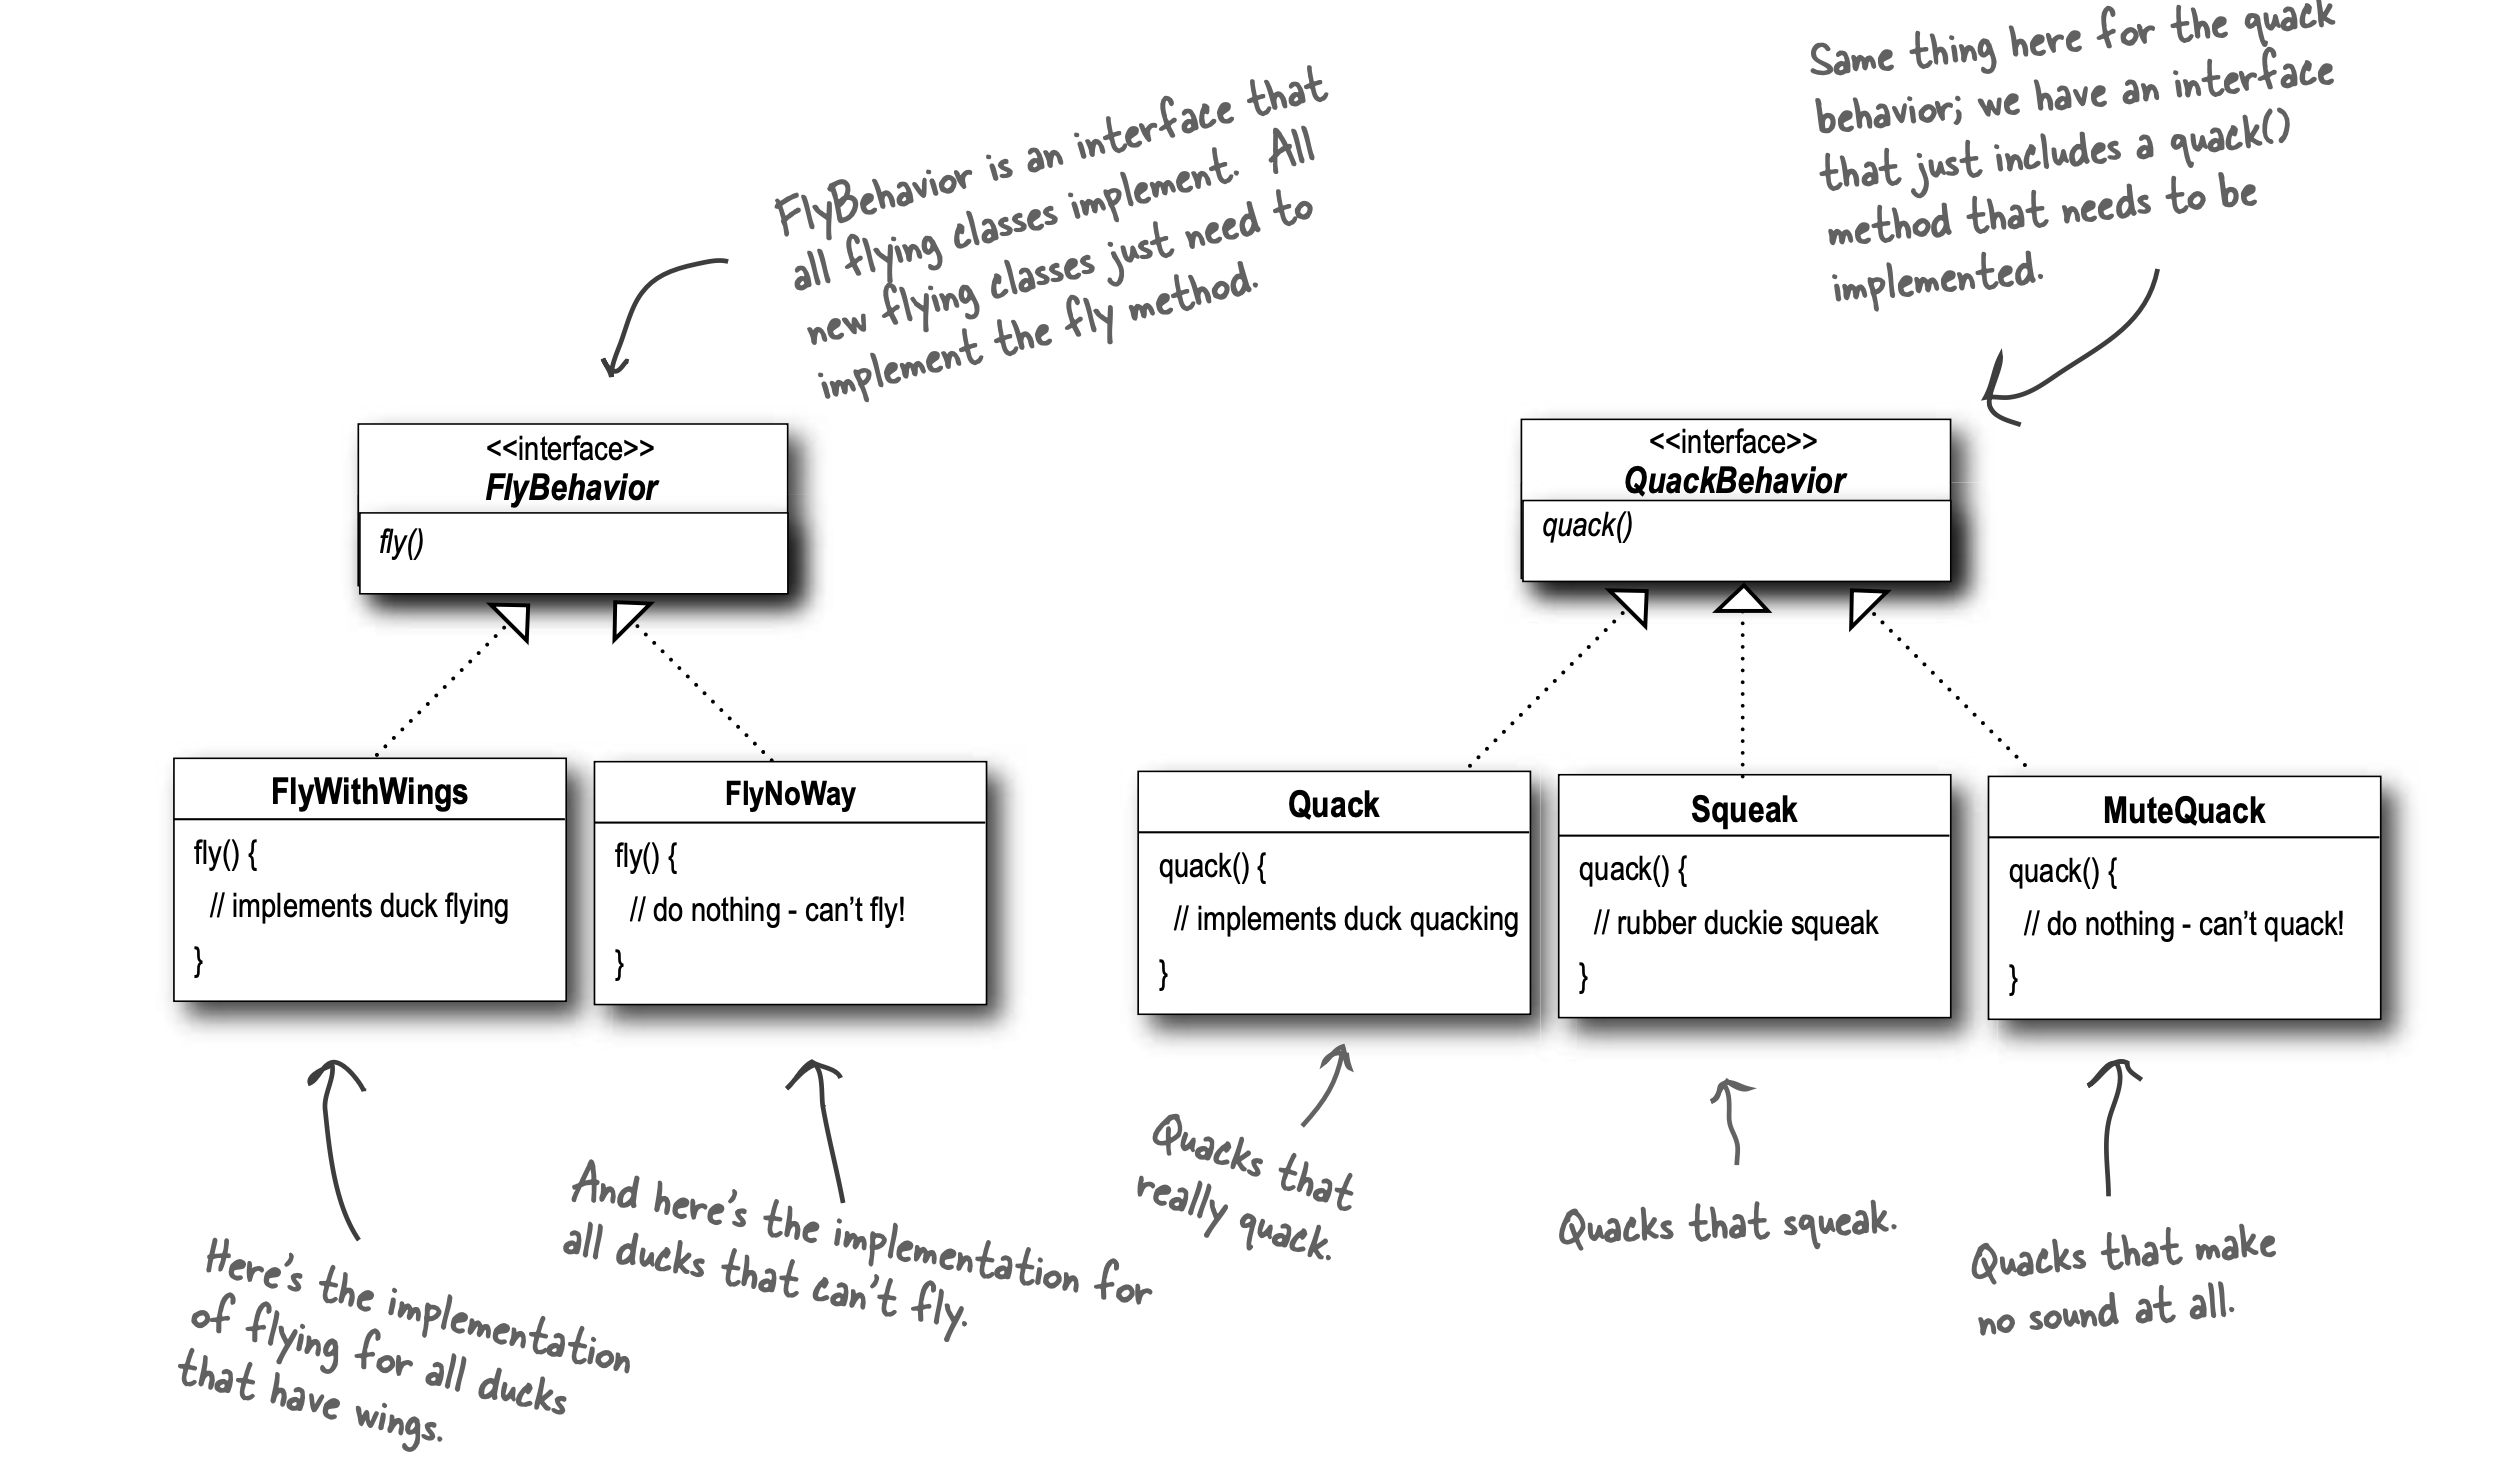 FlyBehavior is an interface that
all flying classes implement. All
new flying classes just need to
implement the fly method.
Same thing here for the quack
behavior; we have an interface
that just includes a quack()
method that needs to be
implemented.
<<interface>>
FlyBehavior
fly()
<<interface>>
QuackBehavior
quack()
FlyWithWings
fly() {
// implements duck flying
}
FlyNoWay
fly() {
// do nothing - can't fly!
}
Quack
quack() {
// implements duck quacking
}
Squeak
quack() {
// rubber duckie squeak
}
MuteQuack
quack() {
// do nothing - can't quack!
}
Here's the implementation
of flying for all ducks
that have wings.
And here's the implementation for
all ducks that can't fly.
Quacks that
really quack.
Quacks that squeak.
Quacks that make
no sound at all.